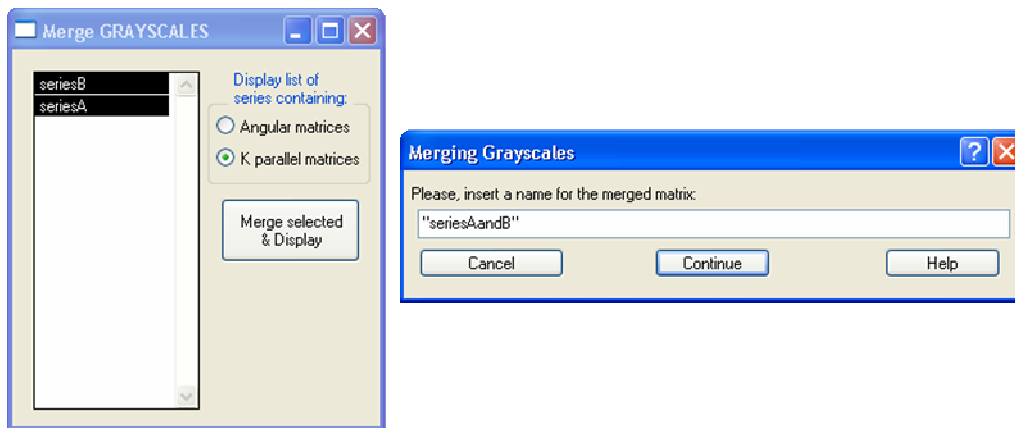 Merge GRAYSCALES
seriesB
seriesA
Display list of
series containing:
Angular matrices
K parallel matrices
Merge selected
& Display
Merging Grayscales
Please, insert a name for the merged matrix:
"seriesAandB"
Cancel
Continue
Help